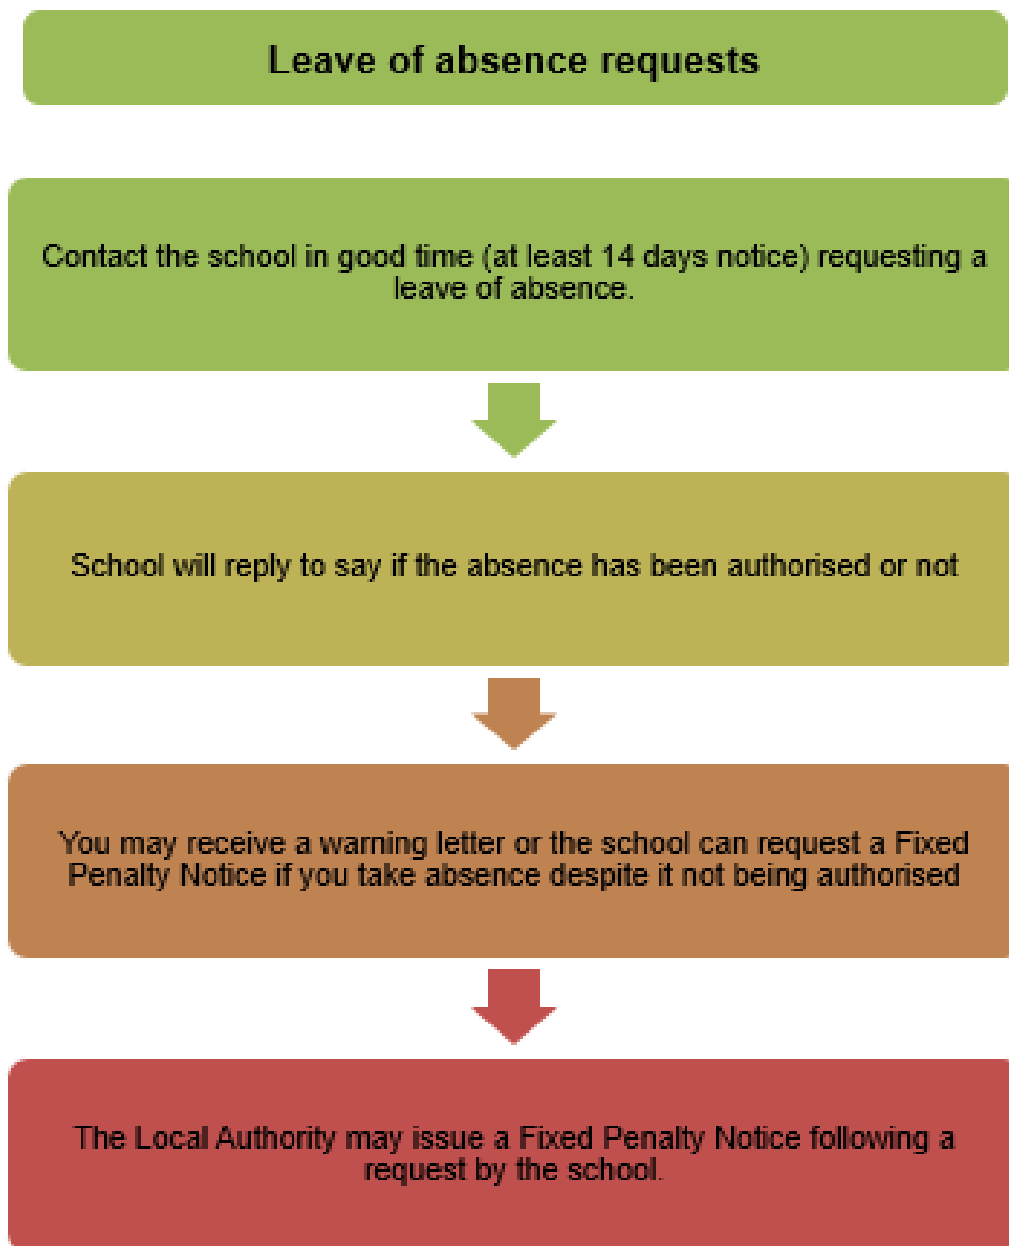 Leave of absence requests
Contact the school in good time (at least 14 days notice) requesting a
leave of absence.
School will reply to say if the absence has been authorised or not
You may receive a warning letter or the school can request a Fixed
Penalty Notice if you take absence despite it not being authorised
The Local Authority may issue a Fixed Penalty Notice following a
request by the school.